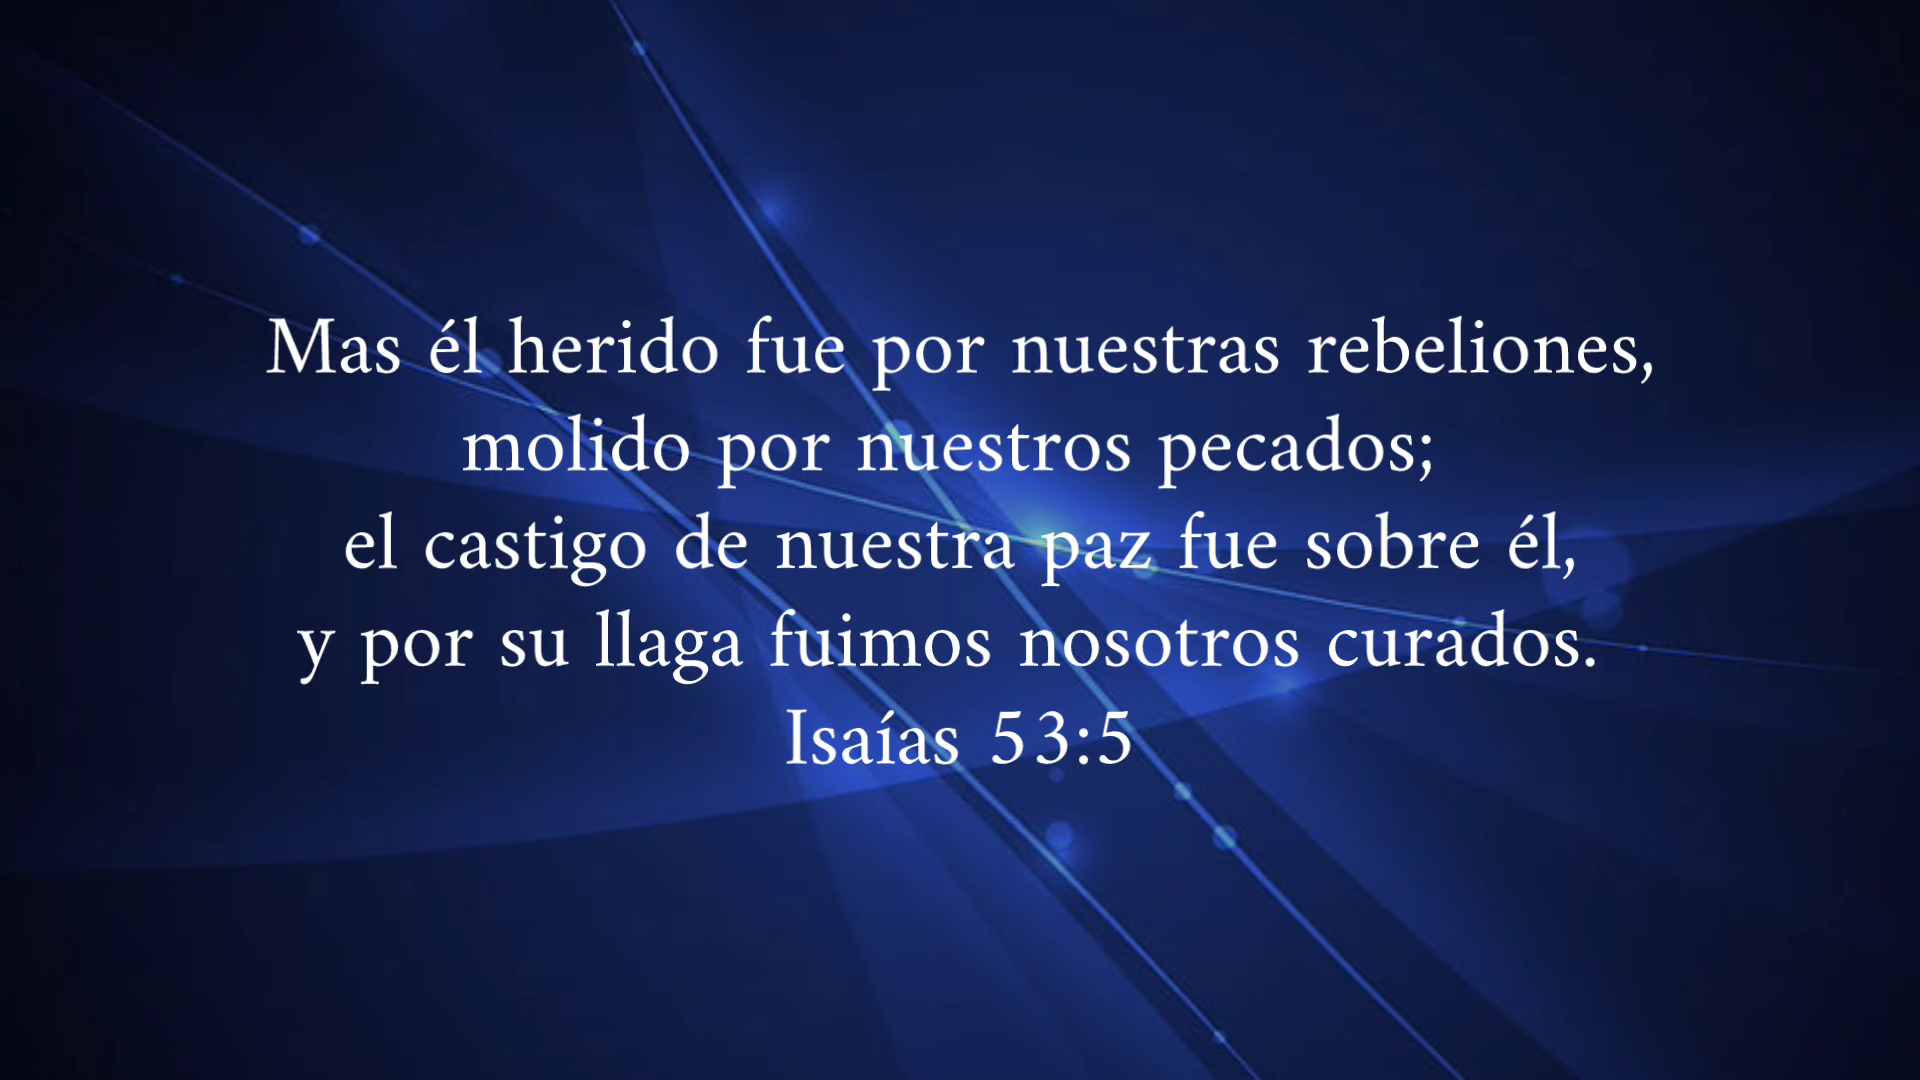 Mas él herido fue por nuestras rebeliones,
molido por nuestros pecados;
el castigo de nuestra paz fue sobre él,
y por su llaga fuimos nosotros curados.
Isaías 53:5